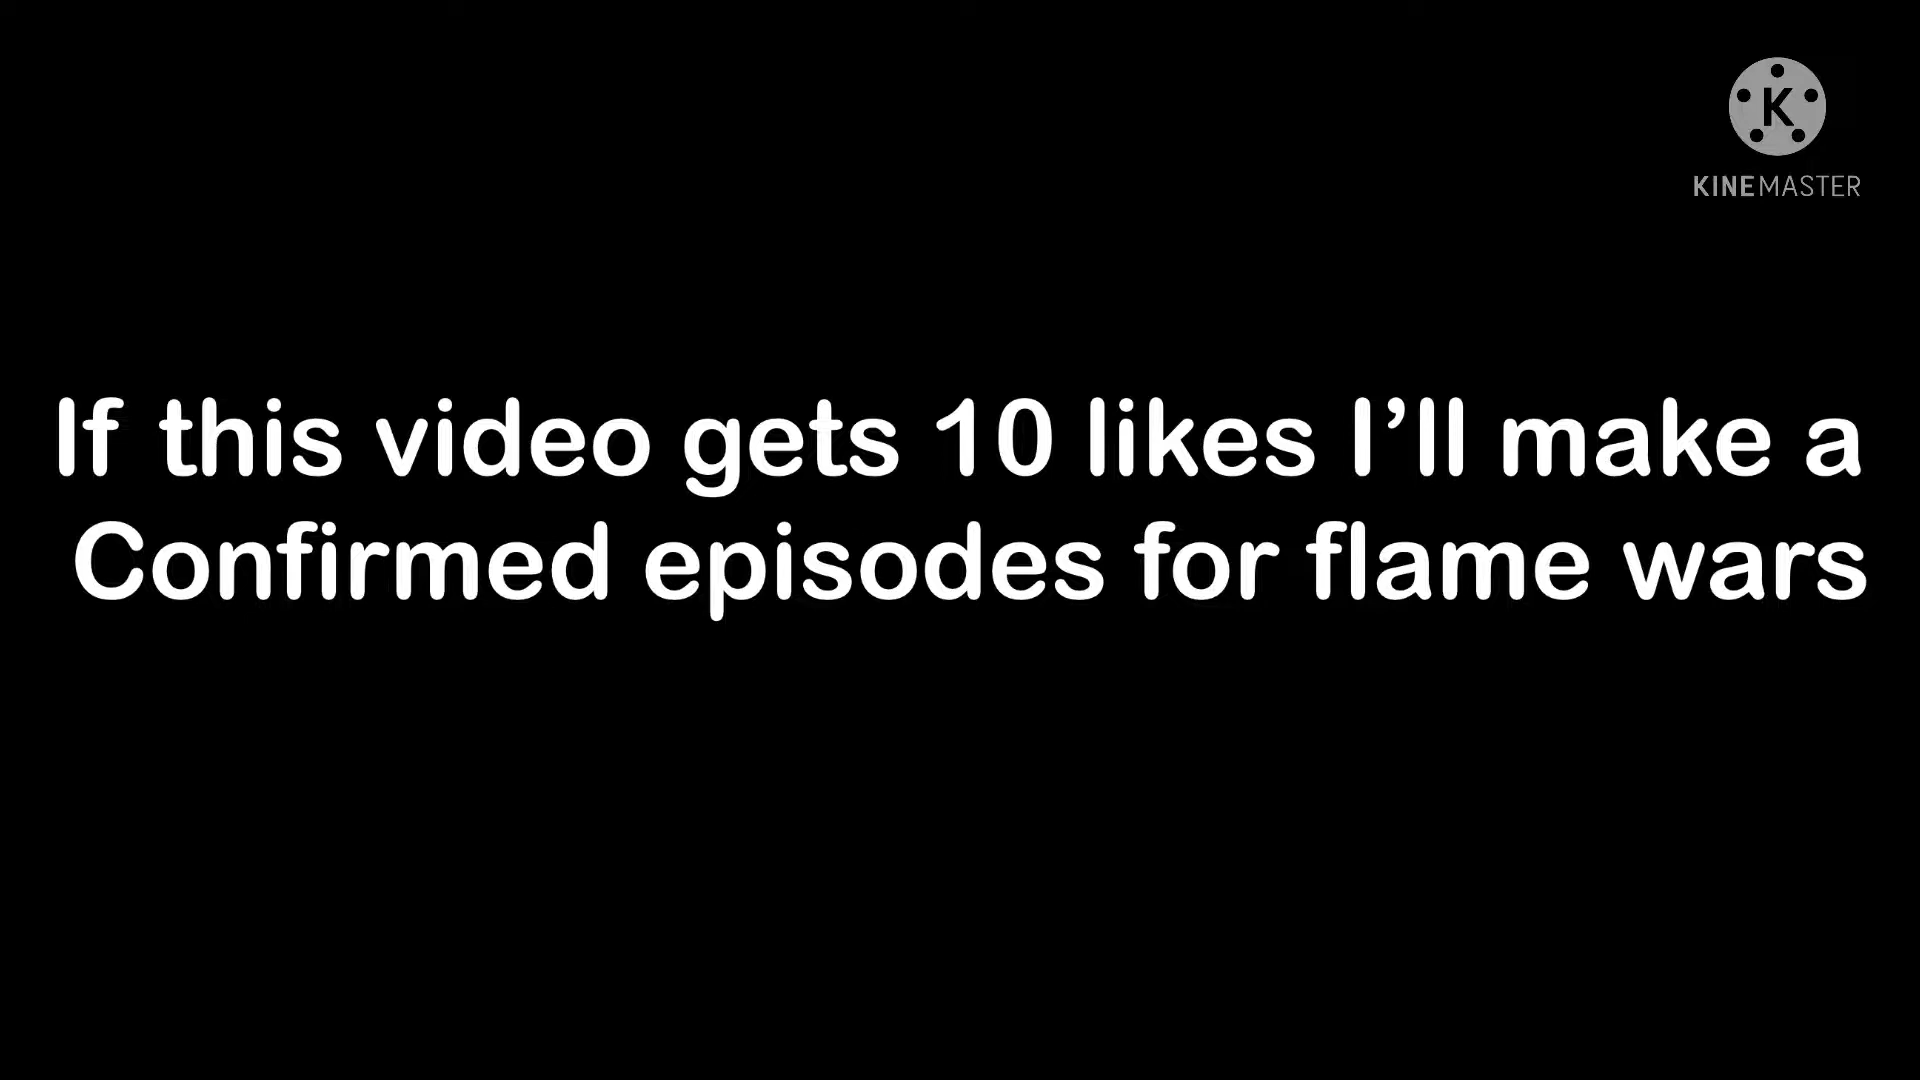 K
KINEMASTER
If this video gets 10 likes I’ll make a
Confirmed episodes for flame wars